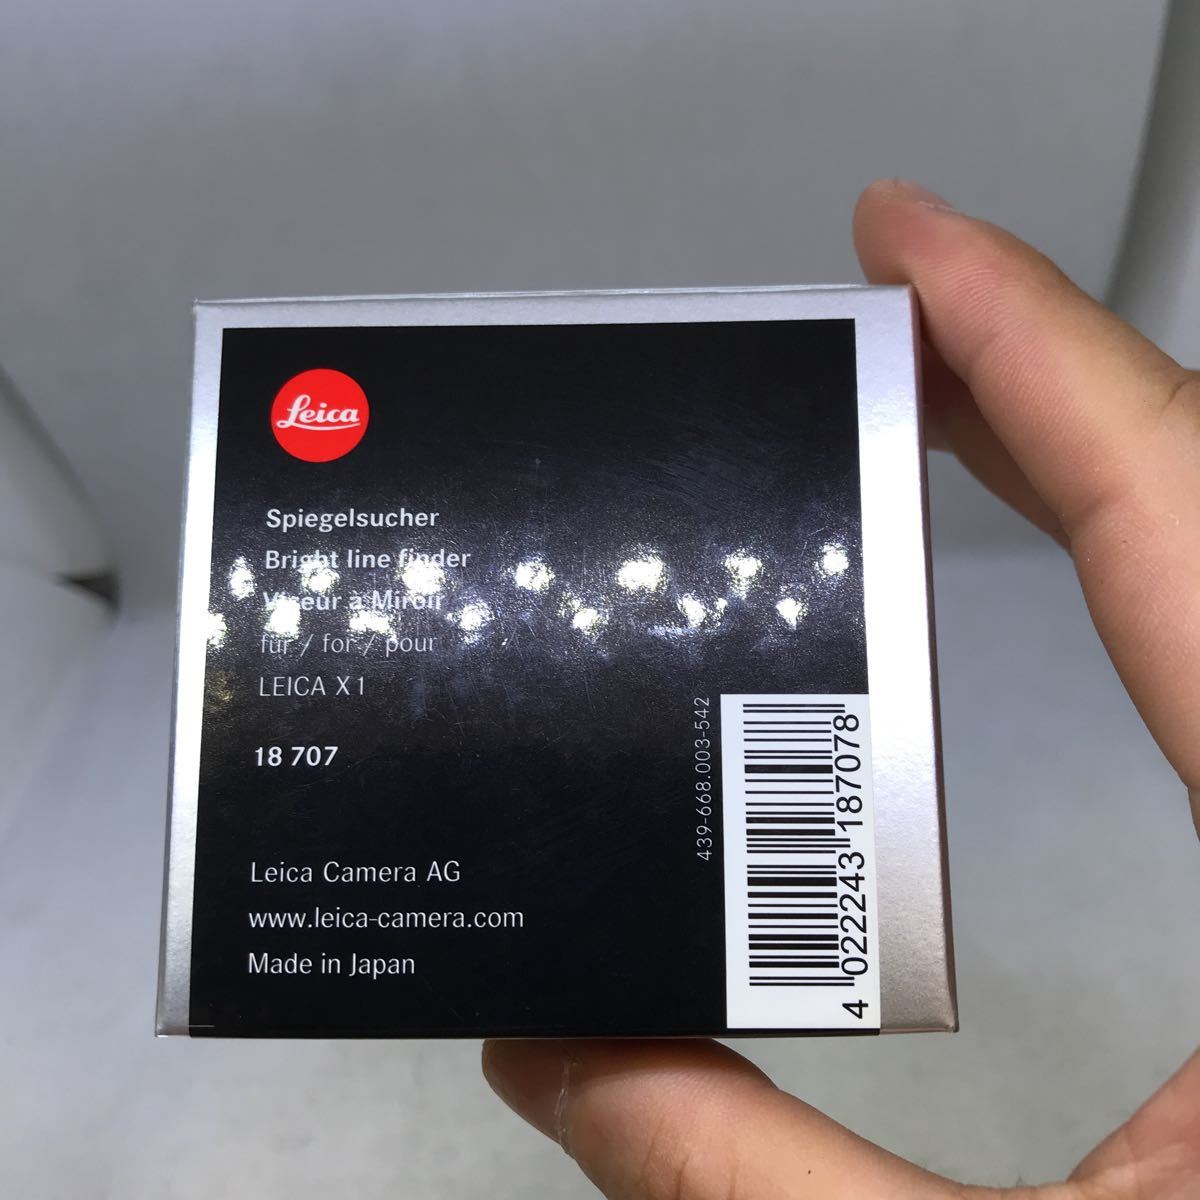 Leica
Spiegelsucher
Bright line finder
Viseur à Miroir
für / for / pour
LEICA X1
18 707
Leica Camera AG
www.leica-camera.com
Made in Japan
439-668.003-542
4 022243 187078